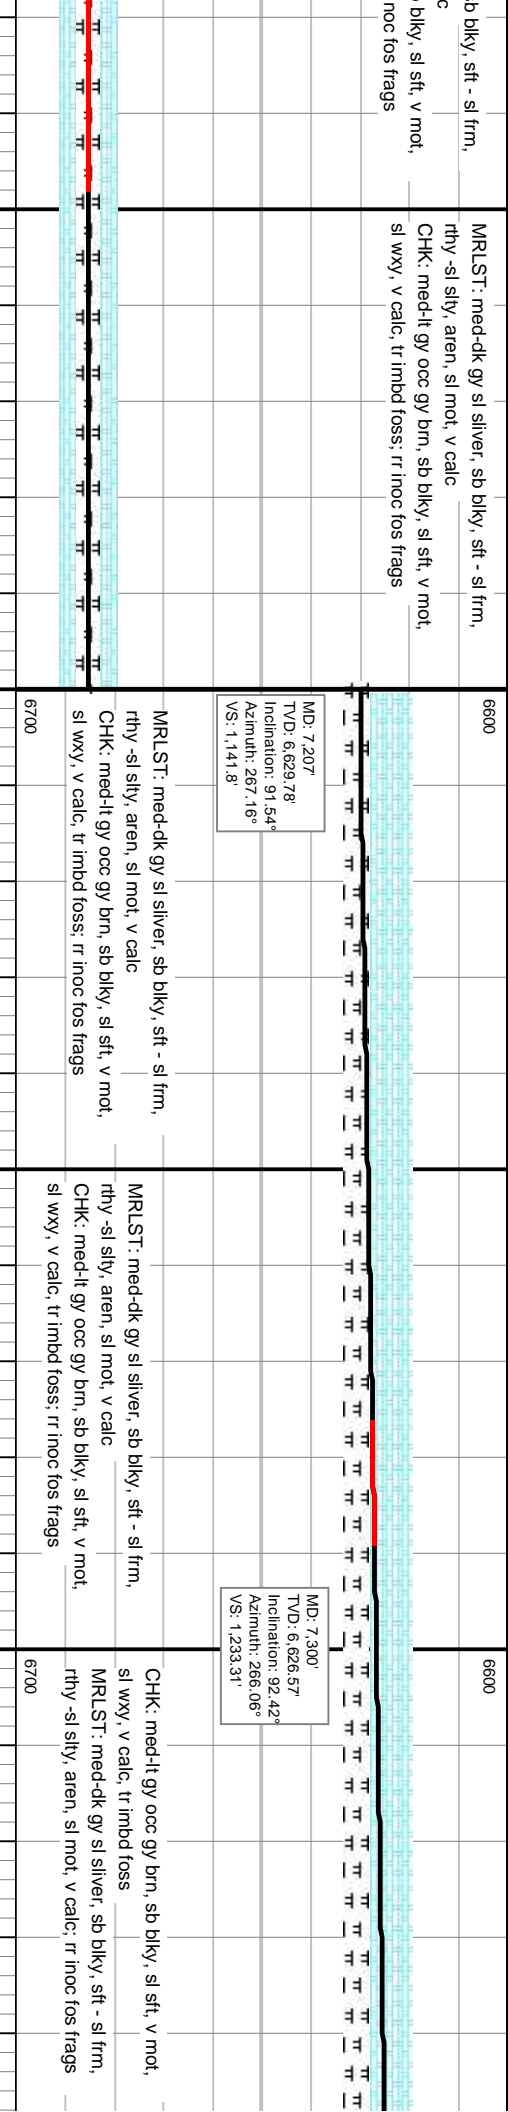 sb blky, sft - sl frm,
c
blky, sl sft, v mot,
noc fos frags
MRLST: med-dk gy sl sliver, sb blky, sft - sl frm,
rthy -sl slty, aren, sl mot, v calc
CHK: med-lt gy occ gy brn, sb blky, sl sft, v mot,
sl wxy, v calc, tr imbd foss; rr inoc fos frags
6600
6700
MD: 7,207'
TVD: 6,629.78'
Inclination: 91.54°
Azimuth: 267.16°
VS: 1,141.8'
MRLST: med-dk gy sl sliver, sb blky, sft - sl frm,
rthy -sl slty, aren, sl mot, v calc
CHK: med-lt gy occ gy brn, sb blky, sl sft, v mot,
sl wxy, v calc, tr imbd foss; rr inoc fos frags
MRLST: med-dk gy sl sliver, sb blky, sft - sl frm,
rthy -sl slty, aren, sl mot, v calc
CHK: med-lt gy occ gy brn, sb blky, sl sft, v mot,
sl wxy, v calc, tr imbd foss; rr inoc fos frags
MD: 7,300'
TVD: 6,626.57'
Inclination: 92.42°
Azimuth: 266.06°
VS: 1,233.31'
6600
6700
CHK: med-lt gy occ gy brn, sb blky, sl sft, v mot,
sl wxy, v calc, tr imbd foss
MRLST: med-dk gy sl sliver, sb blky, sft - sl frm,
rthy -sl slty, aren, sl mot, v calc; rr inoc fos frags